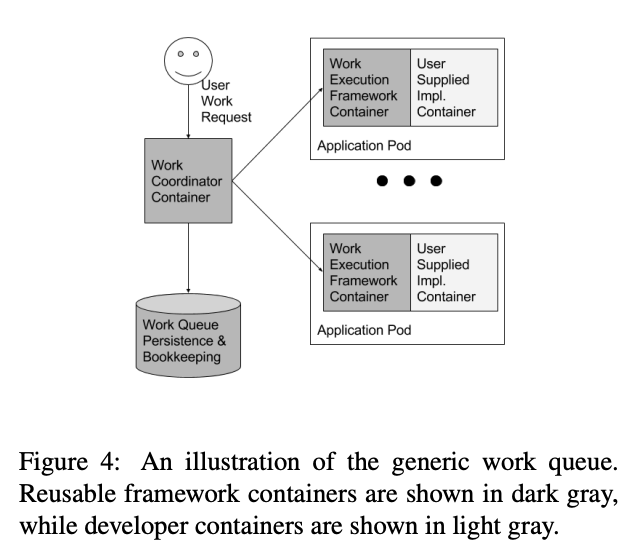 User
Work
Request
Work
Coordinator
Container
Work Queue
Persistence &
Bookkeeping
Work
Execution
Framework
Container
User
Supplied
Impl.
Container
Application Pod
Work
Execution
Framework
Container
User
Supplied
Impl.
Container
Application Pod
Figure 4: An illustration of the generic work queue.
Reusable framework containers are shown in dark gray,
while developer containers are shown in light gray.